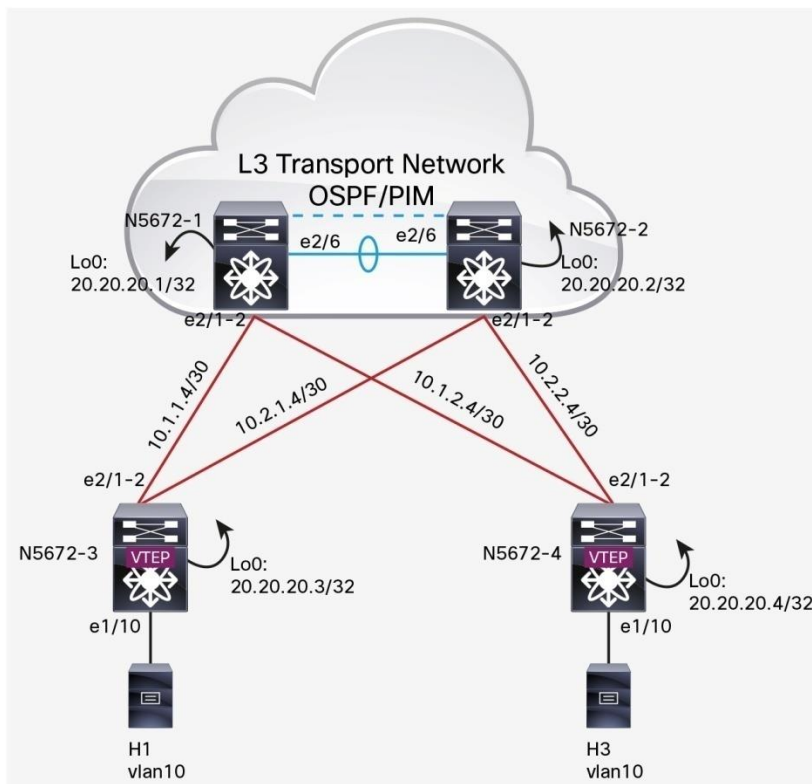 L3 Transport Network
OSPF/PIM
N5672-1
e2/6
e2/6
N5672-2
Lo0:
20.20.20.1/32
Lo0:
20.20.20.2/32
e2/1-2
e2/1-2
10.1.1.4/30
10.2.1.4/30
10.1.2.4/30
10.2.2.4/30
e2/1-2
e2/1-2
N5672-3
VTEP
Lo0:
20.20.20.3/32
N5672-4
VTEP
Lo0:
20.20.20.4/32
e1/10
e1/10
H1
vlan10
H3
vlan10